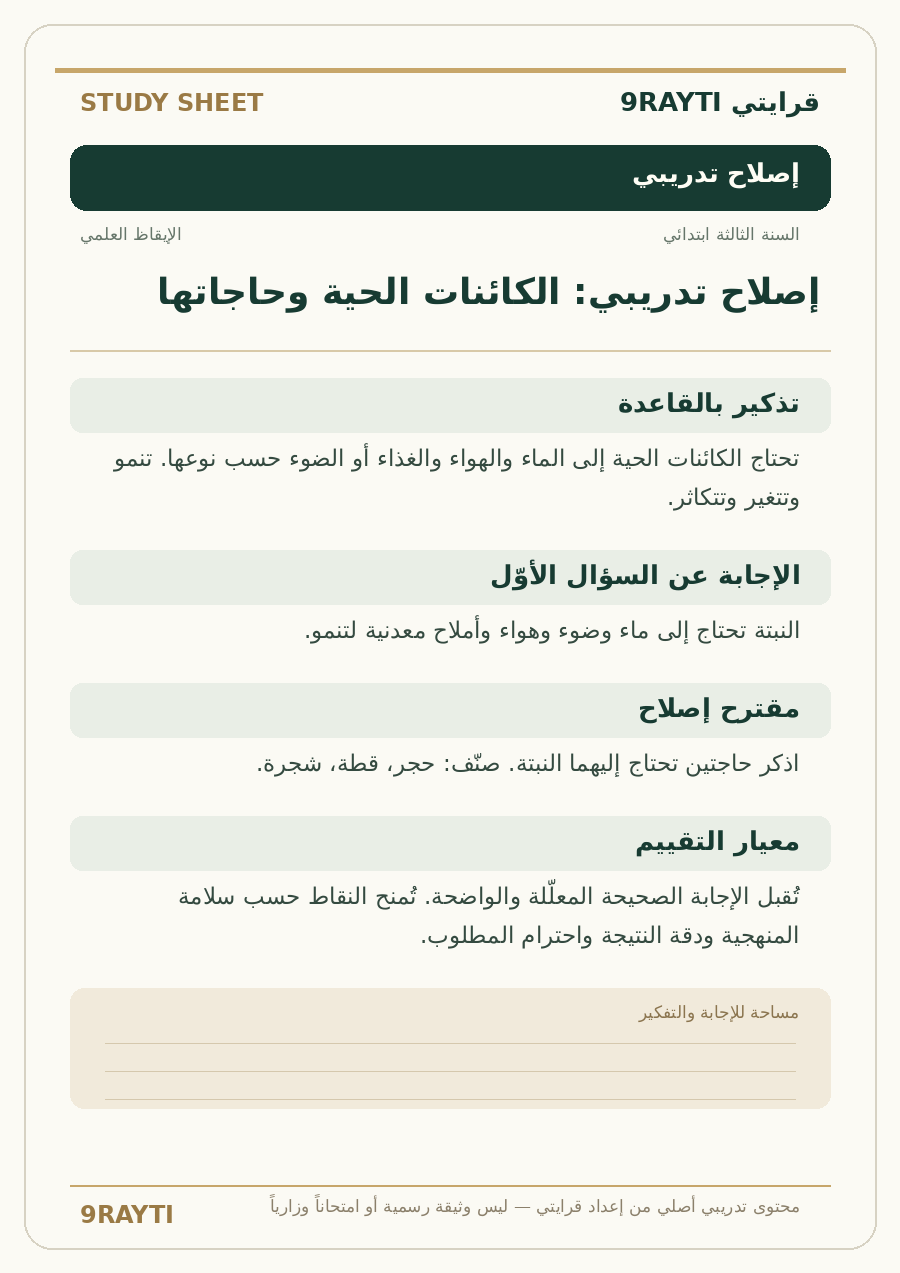 قرايتي 9RAYTI
STUDY SHEET
إصلاح تدريبي
السنة الثالثة ابتدائي
الإيقاظ العلمي
إصلاح تدريبي: الكائنات الحية وحاجاتها
تذكير بالقاعدة
تحتاج الكائنات الحية إلى الماء والهواء والغذاء أو الضوء حسب نوعها. تنمو
وتتغير وتتكاثر.
الإجابة عن السؤال الأوّل
النبتة تحتاج إلى ماء وضوء وهواء وأملاح معدنية لتنمو.
مقترح إصلاح
اذكر حاجتين تحتاج إليهما النبتة. صنّف: حجر، قطة، شجرة.
معيار التقييم
تُقبل الإجابة الصحيحة المعلّلة والواضحة. تُمنح النقاط حسب سلامة
المنهجية ودقة النتيجة واحترام المطلوب.
مساحة للإجابة والتفكير
محتوى تدريبي أصلي من إعداد قرايتي — ليس وثيقة رسمية أو امتحاناً وزارياً
9RAYTI